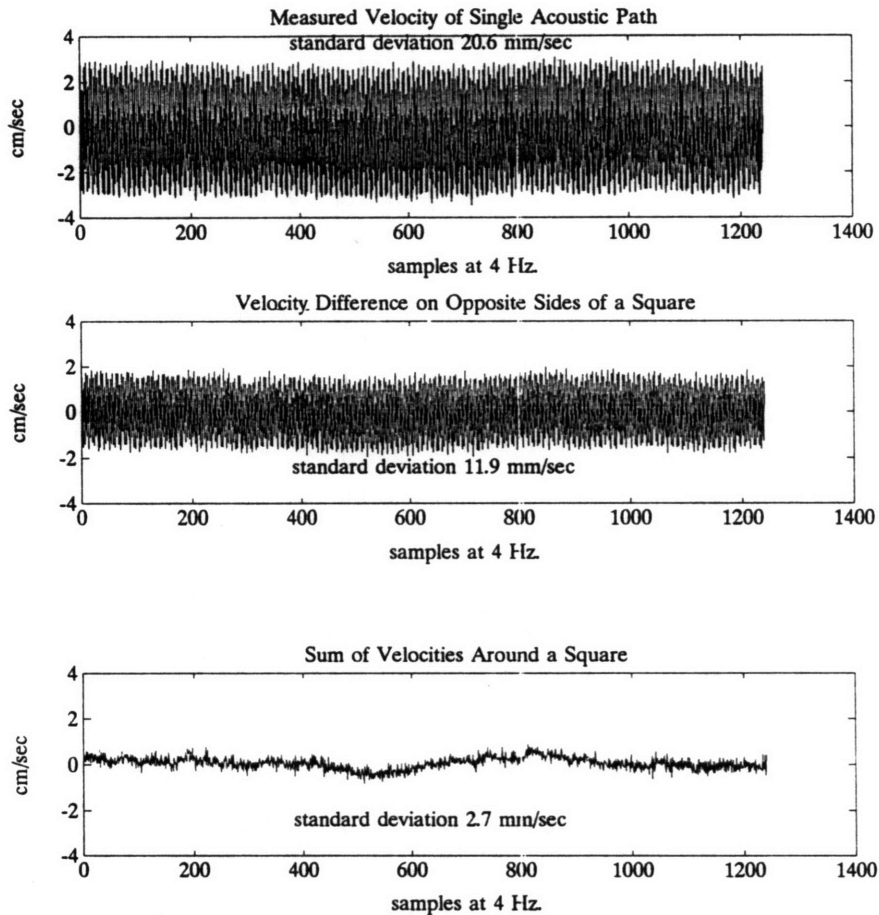 Measured Velocity of Single Acoustic Path
standard deviation 20.6 mm/sec
4
2
0
-2
-4
cm/sec
0 200 400 600 800 1000 1200 1400
samples at 4 Hz.
Velocity Difference on Opposite Sides of a Square
4
2
0
-2
-4
cm/sec
standard deviation 11.9 mm/sec
0 200 400 600 800 1000 1200 1400
samples at 4 Hz.
Sum of Velocities Around a Square
4
2
0
-2
-4
cm/sec
standard deviation 2.7 mm/sec
0 200 400 600 800 1000 1200 1400
samples at 4 Hz.